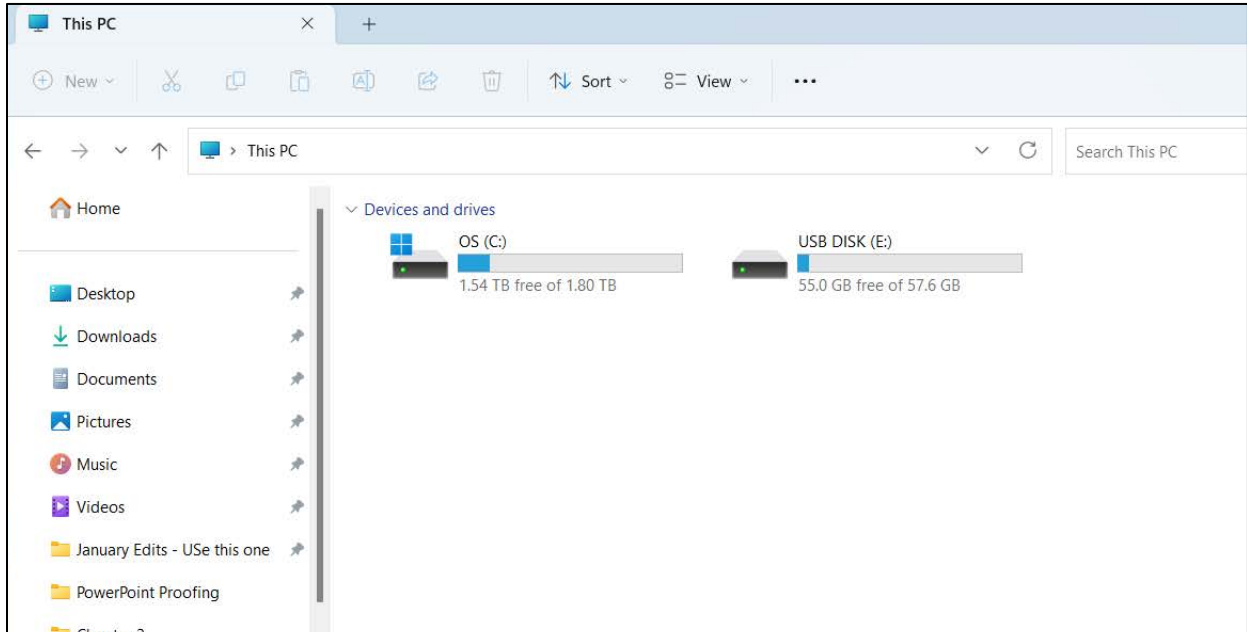 This PC
New
Sort
View
This PC
Search This PC
Home
Devices and drives
OS (C:)
1.54 TB free of 1.80 TB
USB DISK (E:)
55.0 GB free of 57.6 GB
Desktop
Downloads
Documents
Pictures
Music
Videos
January Edits - USe this one
PowerPoint Proofing